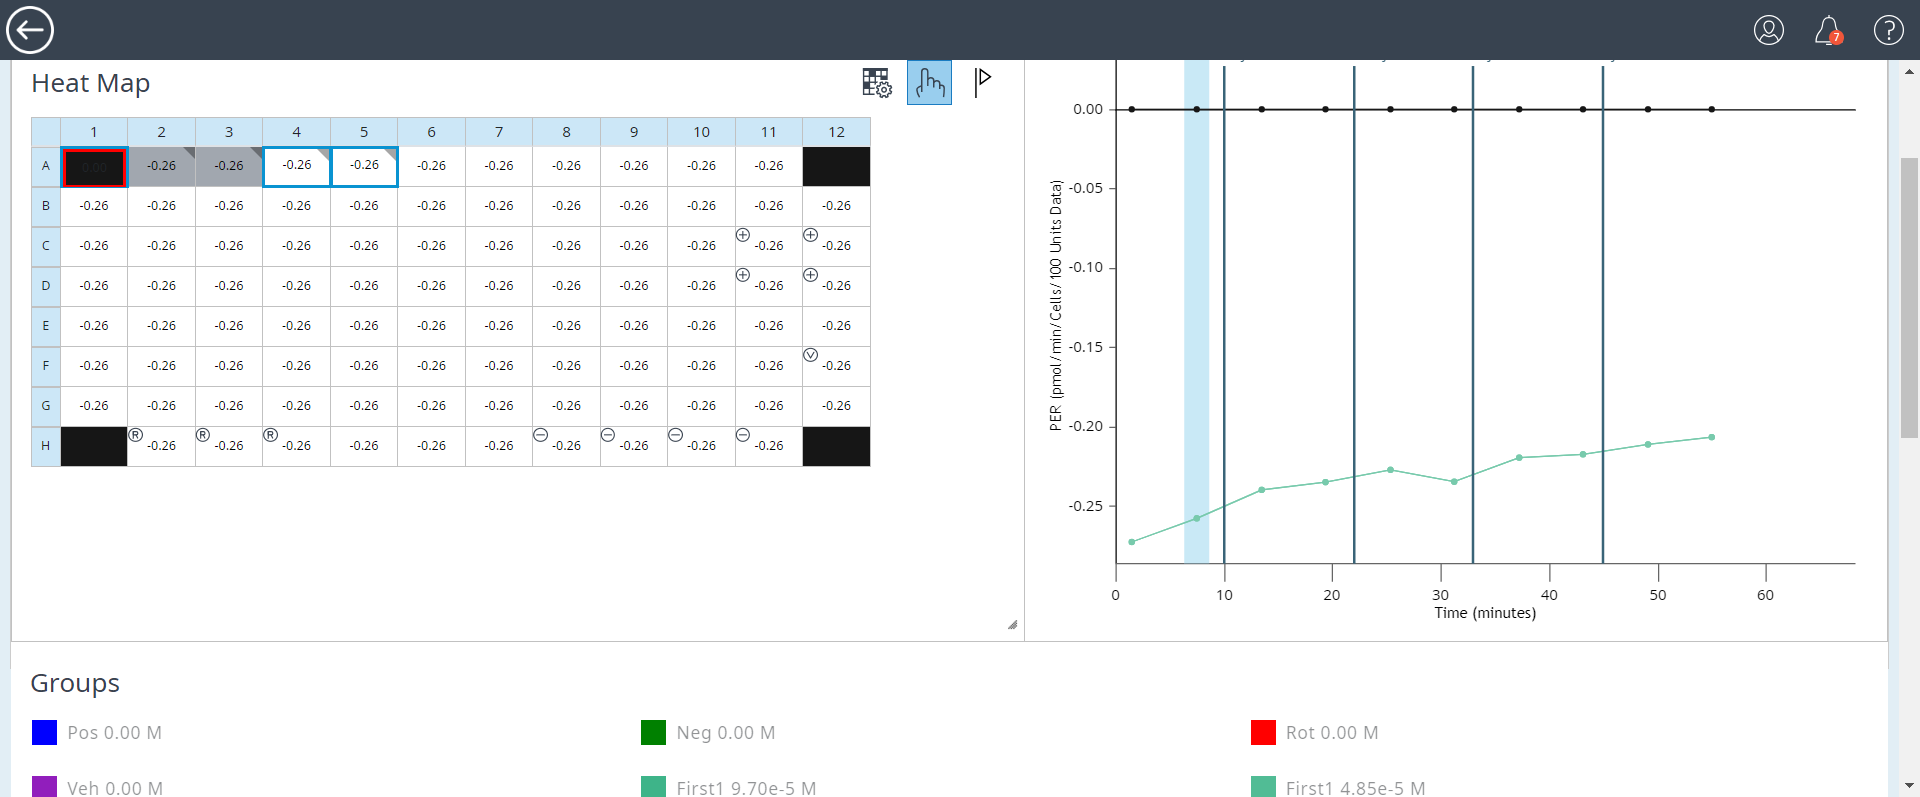 7
?
Heat Map
1 2 3 4 5 6 7 8 9 10 11 12
A 0.00 -0.26 -0.26 -0.26 -0.26 -0.26 -0.26 -0.26 -0.26 -0.26 -0.26
B -0.26 -0.26 -0.26 -0.26 -0.26 -0.26 -0.26 -0.26 -0.26 -0.26 -0.26 -0.26
C -0.26 -0.26 -0.26 -0.26 -0.26 -0.26 -0.26 -0.26 -0.26 -0.26 -0.26 -0.26
D -0.26 -0.26 -0.26 -0.26 -0.26 -0.26 -0.26 -0.26 -0.26 -0.26 -0.26 -0.26
E -0.26 -0.26 -0.26 -0.26 -0.26 -0.26 -0.26 -0.26 -0.26 -0.26 -0.26 -0.26
F -0.26 -0.26 -0.26 -0.26 -0.26 -0.26 -0.26 -0.26 -0.26 -0.26 -0.26 V -0.26
G -0.26 -0.26 -0.26 -0.26 -0.26 -0.26 -0.26 -0.26 -0.26 -0.26 -0.26 -0.26
H R -0.26 R -0.26 R -0.26 -0.26 -0.26 -0.26 -0.26 -0.26 -0.26 -0.26
PER (pmol/min/Cells/100 Units Data)
0.00
-0.05
-0.10
-0.15
-0.20
-0.25
0 10 20 30 40 50 60
Time (minutes)
Groups
Pos 0.00 M
Neg 0.00 M
Rot 0.00 M
Veh 0.00 M
First1 9.70e-5 M
First1 4.85e-5 M